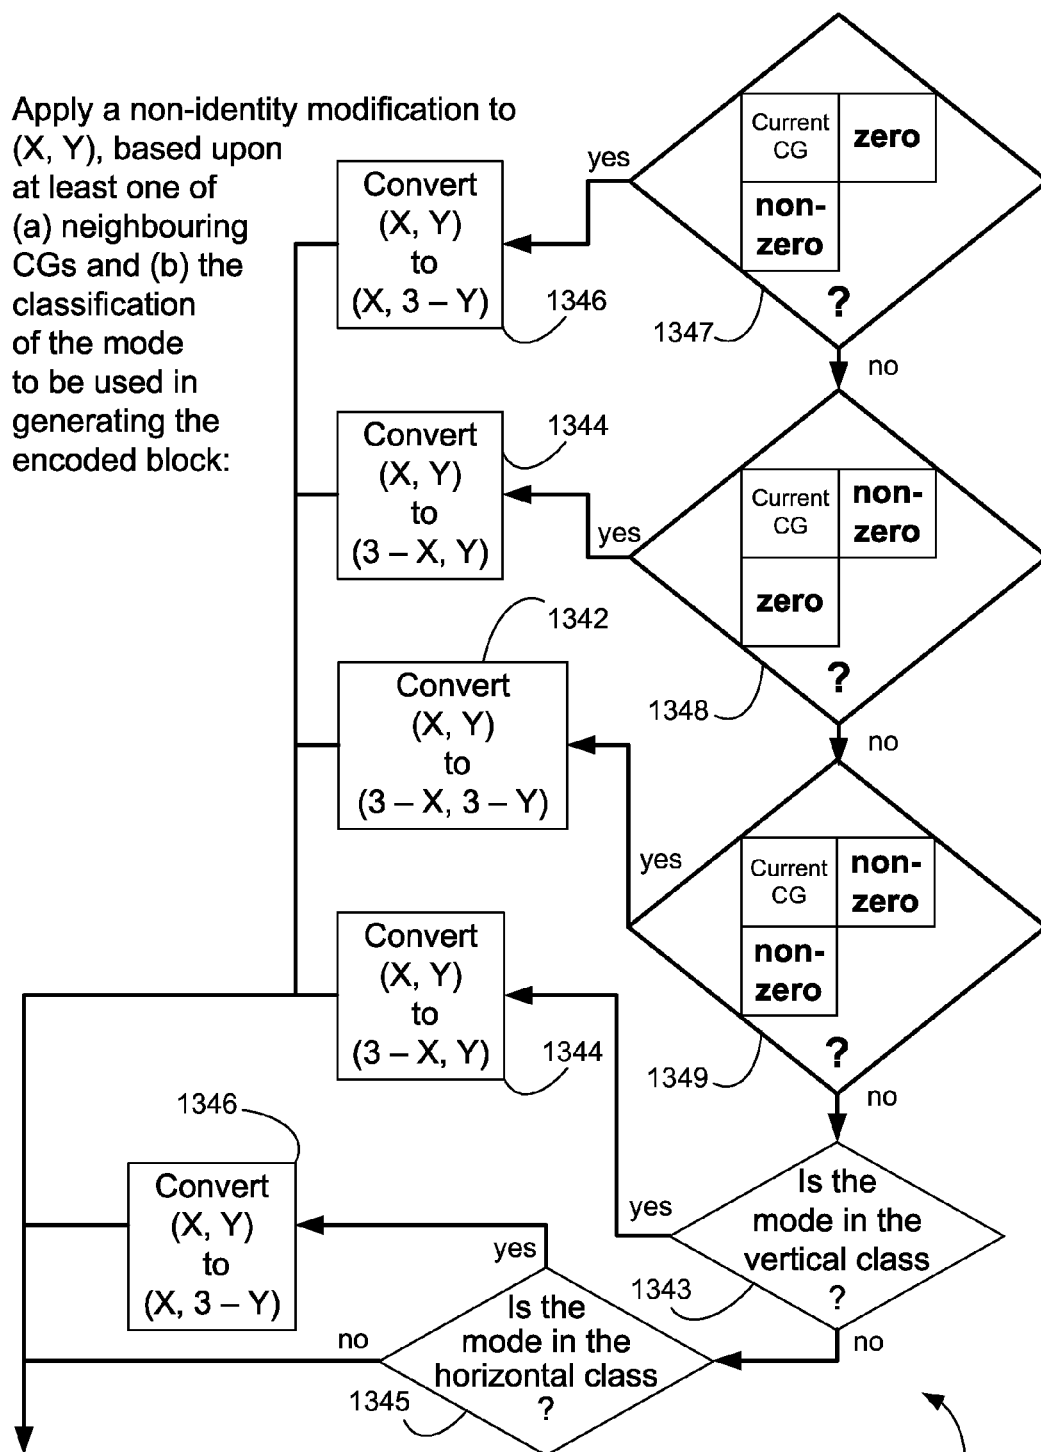 Apply a non-identity modification to
(X, Y), based upon
at least one of
(a) neighbouring
CGs and (b) the
classification
of the mode
to be used in
generating the
encoded block:
Convert
(X, Y)
to
(X, 3 – Y)
1346
yes
Current
CG
zero
non-
zero
?
1347
no
Convert
(X, Y)
to
(3 – X, Y)
1344
yes
Current
CG
non-
zero
zero
?
1348
no
Convert
(X, Y)
to
(3 – X, 3 – Y)
1342
yes
Current
CG
non-
zero
non-
zero
?
1349
no
Convert
(X, Y)
to
(3 – X, Y)
1344
yes
Is the
mode in the
vertical class
?
1343
no
Convert
(X, Y)
to
(X, 3 – Y)
1346
yes
Is the
mode in the
horizontal class
?
1345
no